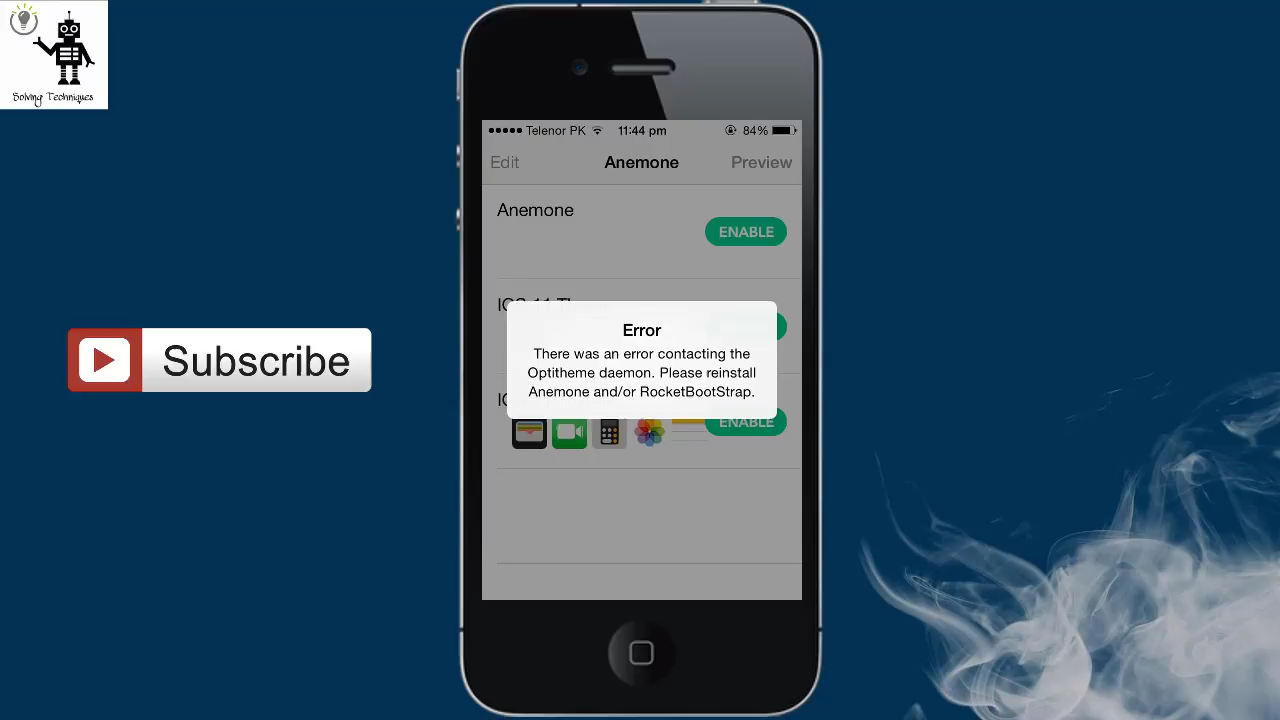 Solving Techniques
Telenor PK 11:44 pm 84%
Edit Anemone Preview
Anemone
ENABLE
Error
There was an error contacting the
Optitheme daemon. Please reinstall
Anemone and/or RocketBootStrap.
ENABLE
Subscribe